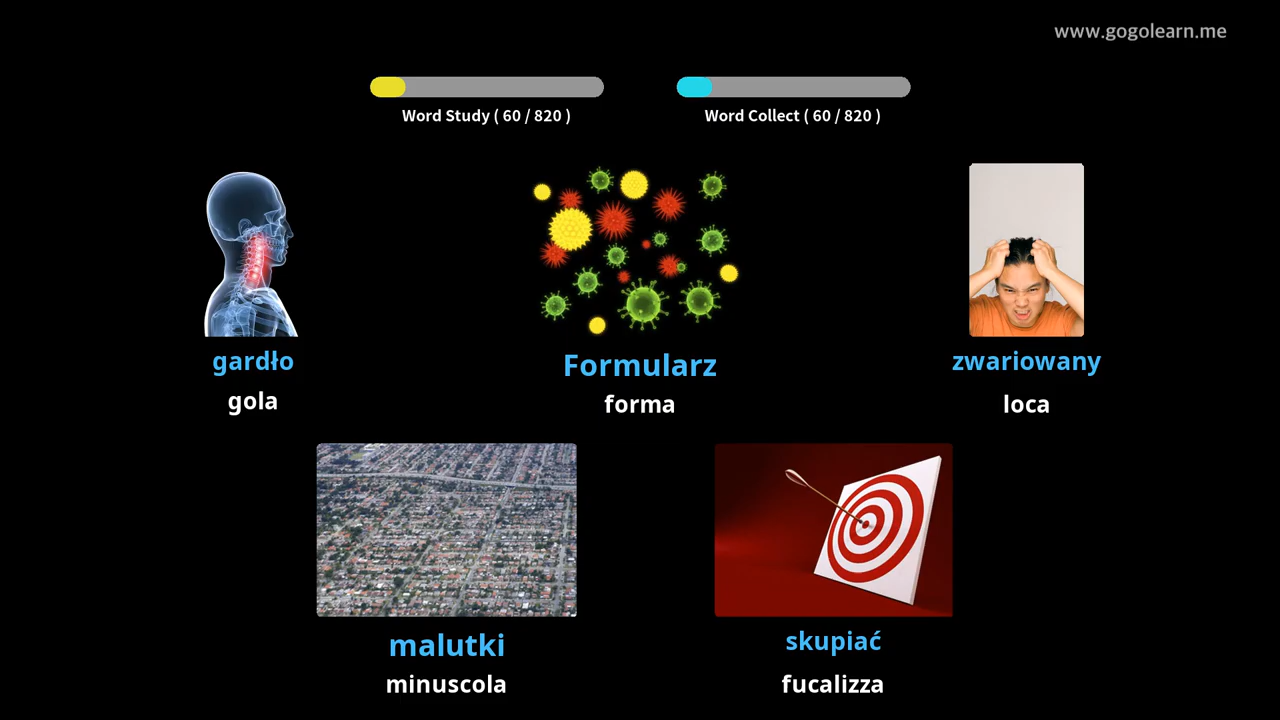 www.gogolearn.me
Word Study ( 60 / 820 )
Word Collect ( 60 / 820 )
gardło
gola
Formularz
forma
zwariowany
loca
malutki
minuscola
skupiać
fucalizza